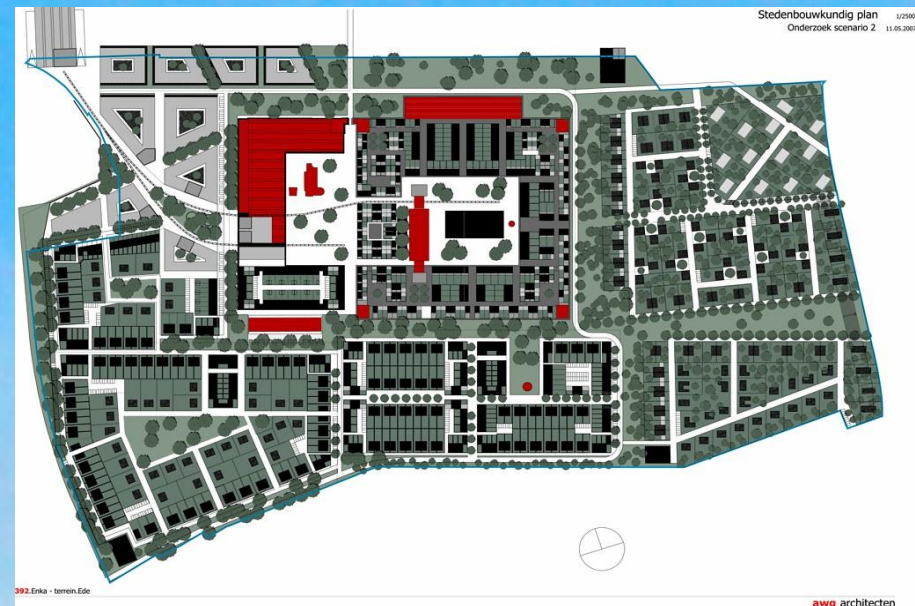 Stedenbouwkundig plan 1/2500
Onderzoek scenario 2 11.05.2007
392.Enka - terrein.Ede
awg architecten